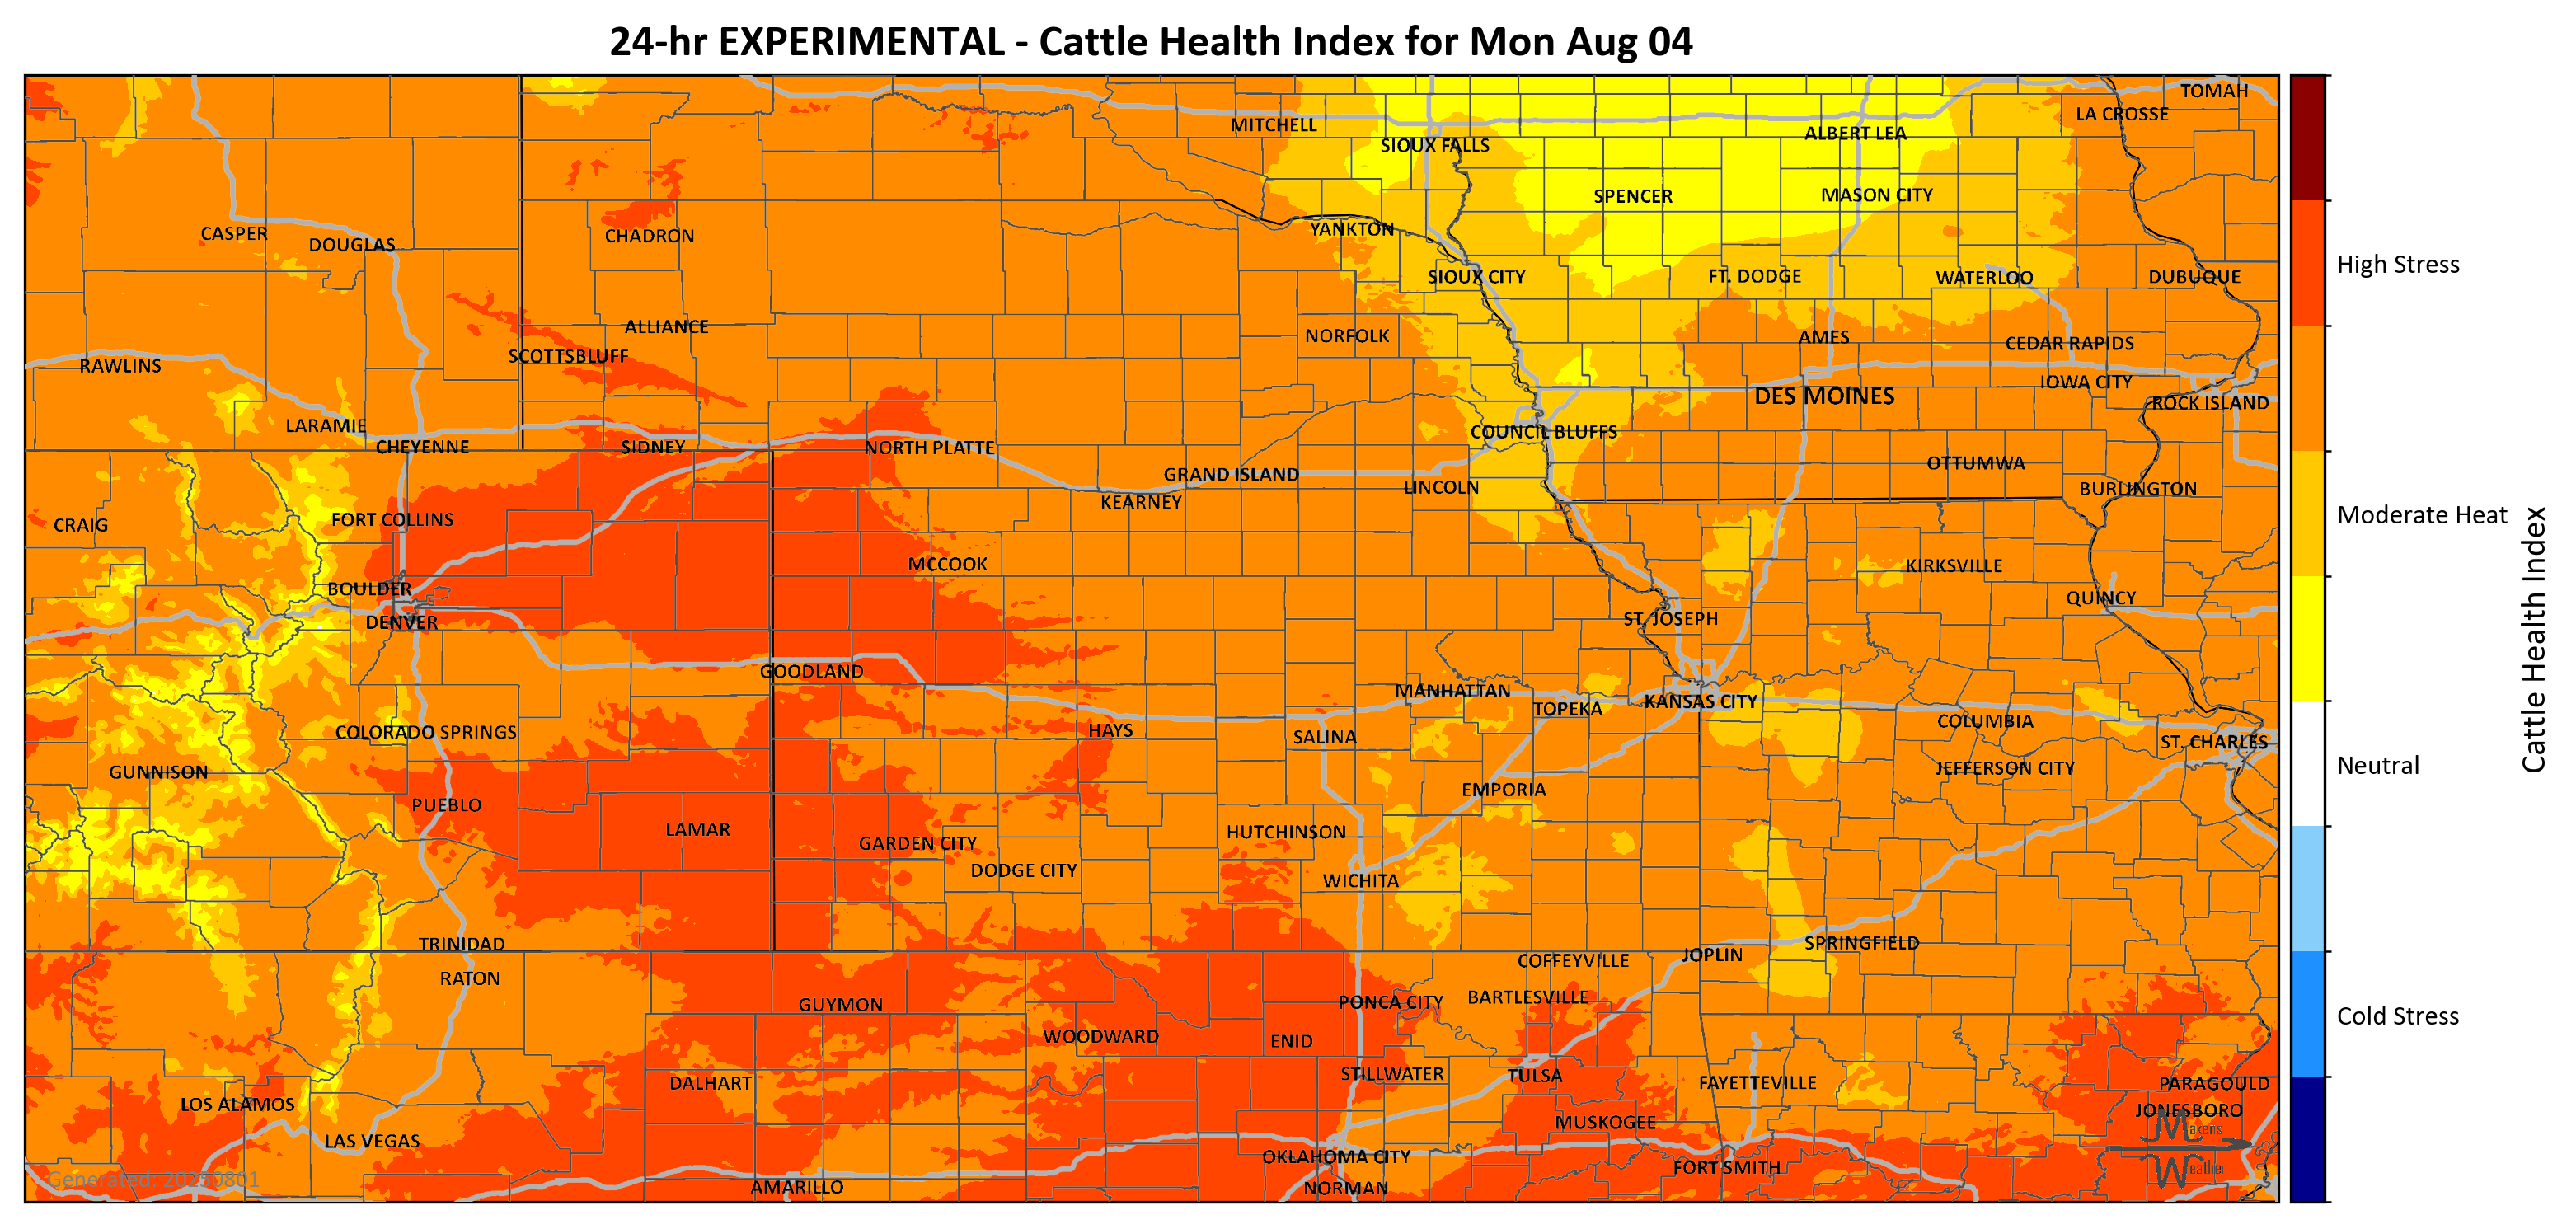 24-hr EXPERIMENTAL - Cattle Health Index for Mon Aug 04
TOMAH
LA CROSSE
MITCHELL
ALBERT LEA
SIOUX FALLS
SPENCER
MASON CITY
CASPER
DOUGLAS
CHADRON
YANKTON
SIOUX CITY
FT. DODGE
WATERLOO
DUBUQUE
High Stress
ALLIANCE
NORFOLK
AMES
CEDAR RAPIDS
SCOTTSBLUFF
RAWLINS
IOWA CITY
DES MOINES
ROCK ISLAND
LARAMIE
COUNCIL BLUFFS
CHEYENNE
SIDNEY
NORTH PLATTE
OTTUMWA
GRAND ISLAND
LINCOLN
BURLINGTON
KEARNEY
CRAIG
FORT COLLINS
Moderate Heat
MCCOOK
KIRKSVILLE
BOULDER
QUINCY
DENVER
ST. JOSEPH
Cattle Health Index
GOODLAND
MANHATTAN
TOPEKA
KANSAS CITY
COLORADO SPRINGS
HAYS
SALINA
COLUMBIA
ST. CHARLES
GUNNISON
JEFFERSON CITY
Neutral
EMPORIA
PUEBLO
LAMAR
GARDEN CITY
HUTCHINSON
DODGE CITY
WICHITA
TRINIDAD
SPRINGFIELD
JOPLIN
COFFEYVILLE
RATON
GUYMON
PONCA CITY
BARTLESVILLE
Cold Stress
WOODWARD
ENID
STILLWATER
TULSA
DALHART
FAYETTEVILLE
PARAGOULD
LOS ALAMOS
JONESBORO
MUSKOGEE
Makens
LAS VEGAS
OKLAHOMA CITY
FORT SMITH
Weather
Generated: 20250801
AMARILLO
NORMAN